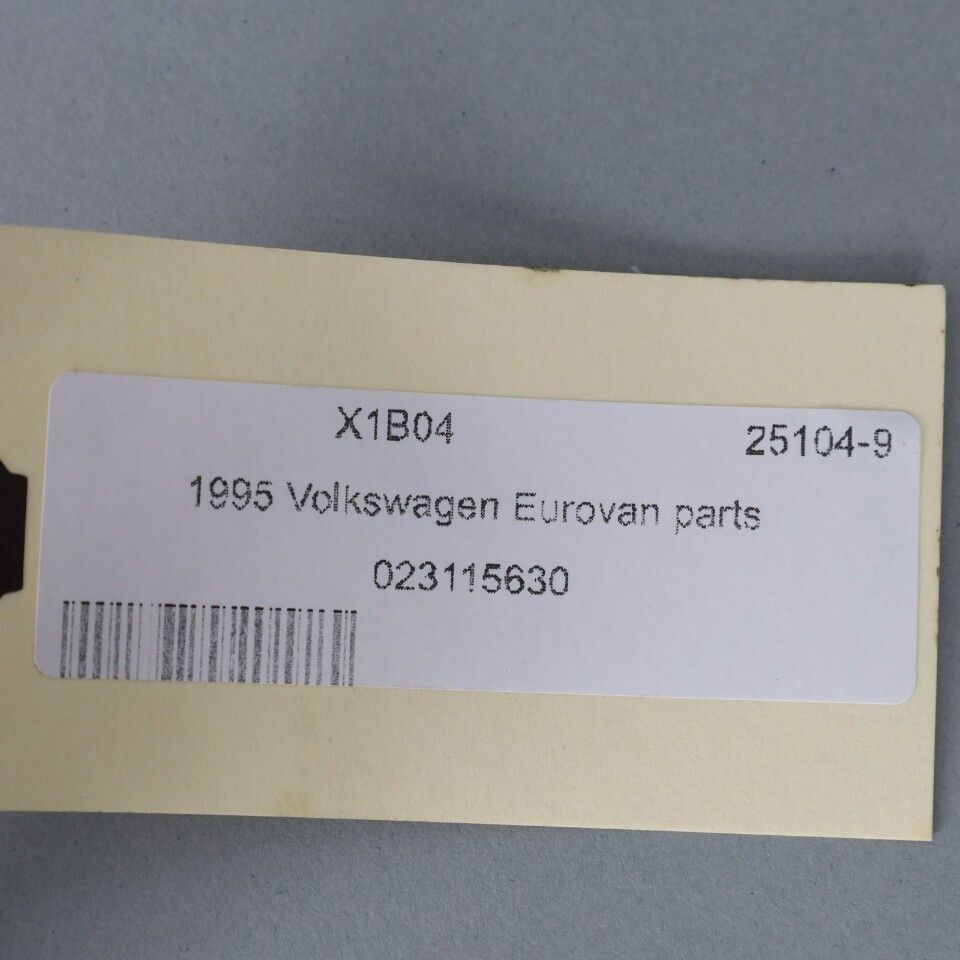 X1B04 25104-9
1995 Volkswagen Eurovan parts
023115630